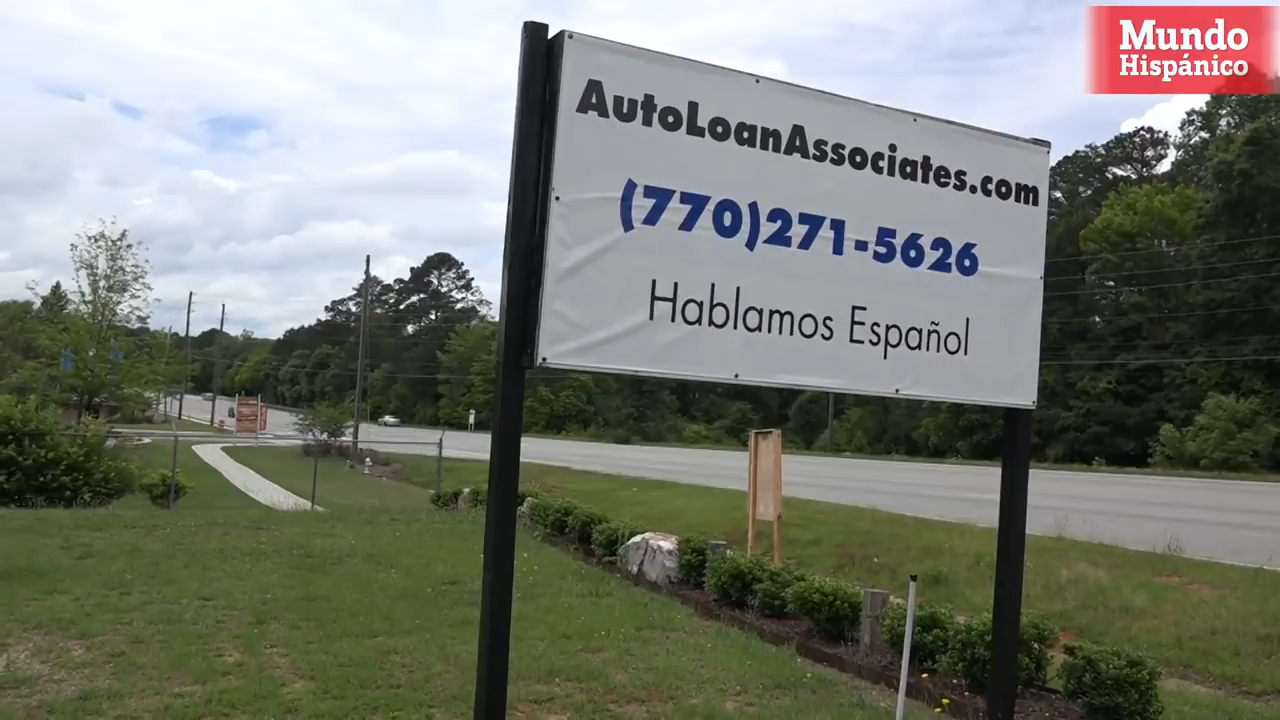 Mundo
Hispánico
AutoLoanAssociates.com
(770)271-5626
Hablamos Español